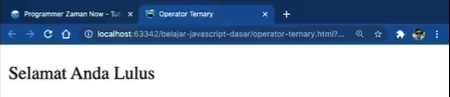 Programmer Zaman Now - Tut
Operator Ternary
localhost:63342/belajar-javascript-dasar/operator-ternary.html?...
Selamat Anda Lulus